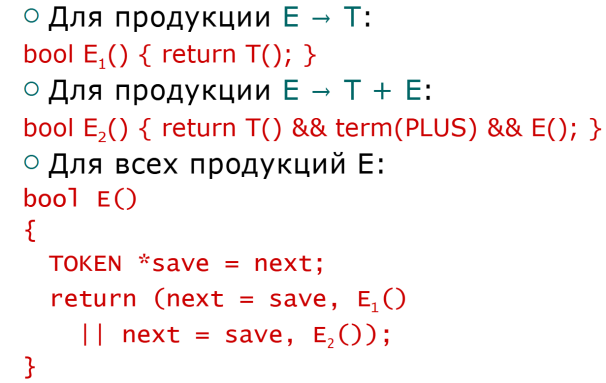 ○ Для продукции E → T:
bool E₁() { return T(); }
○ Для продукции E → T + E:
bool E₂() { return T() && term(PLUS) && E(); }
○ Для всех продукций E:
bool E()
{
TOKEN *save = next;
return (next = save, E₁()
|| next = save, E₂());
}